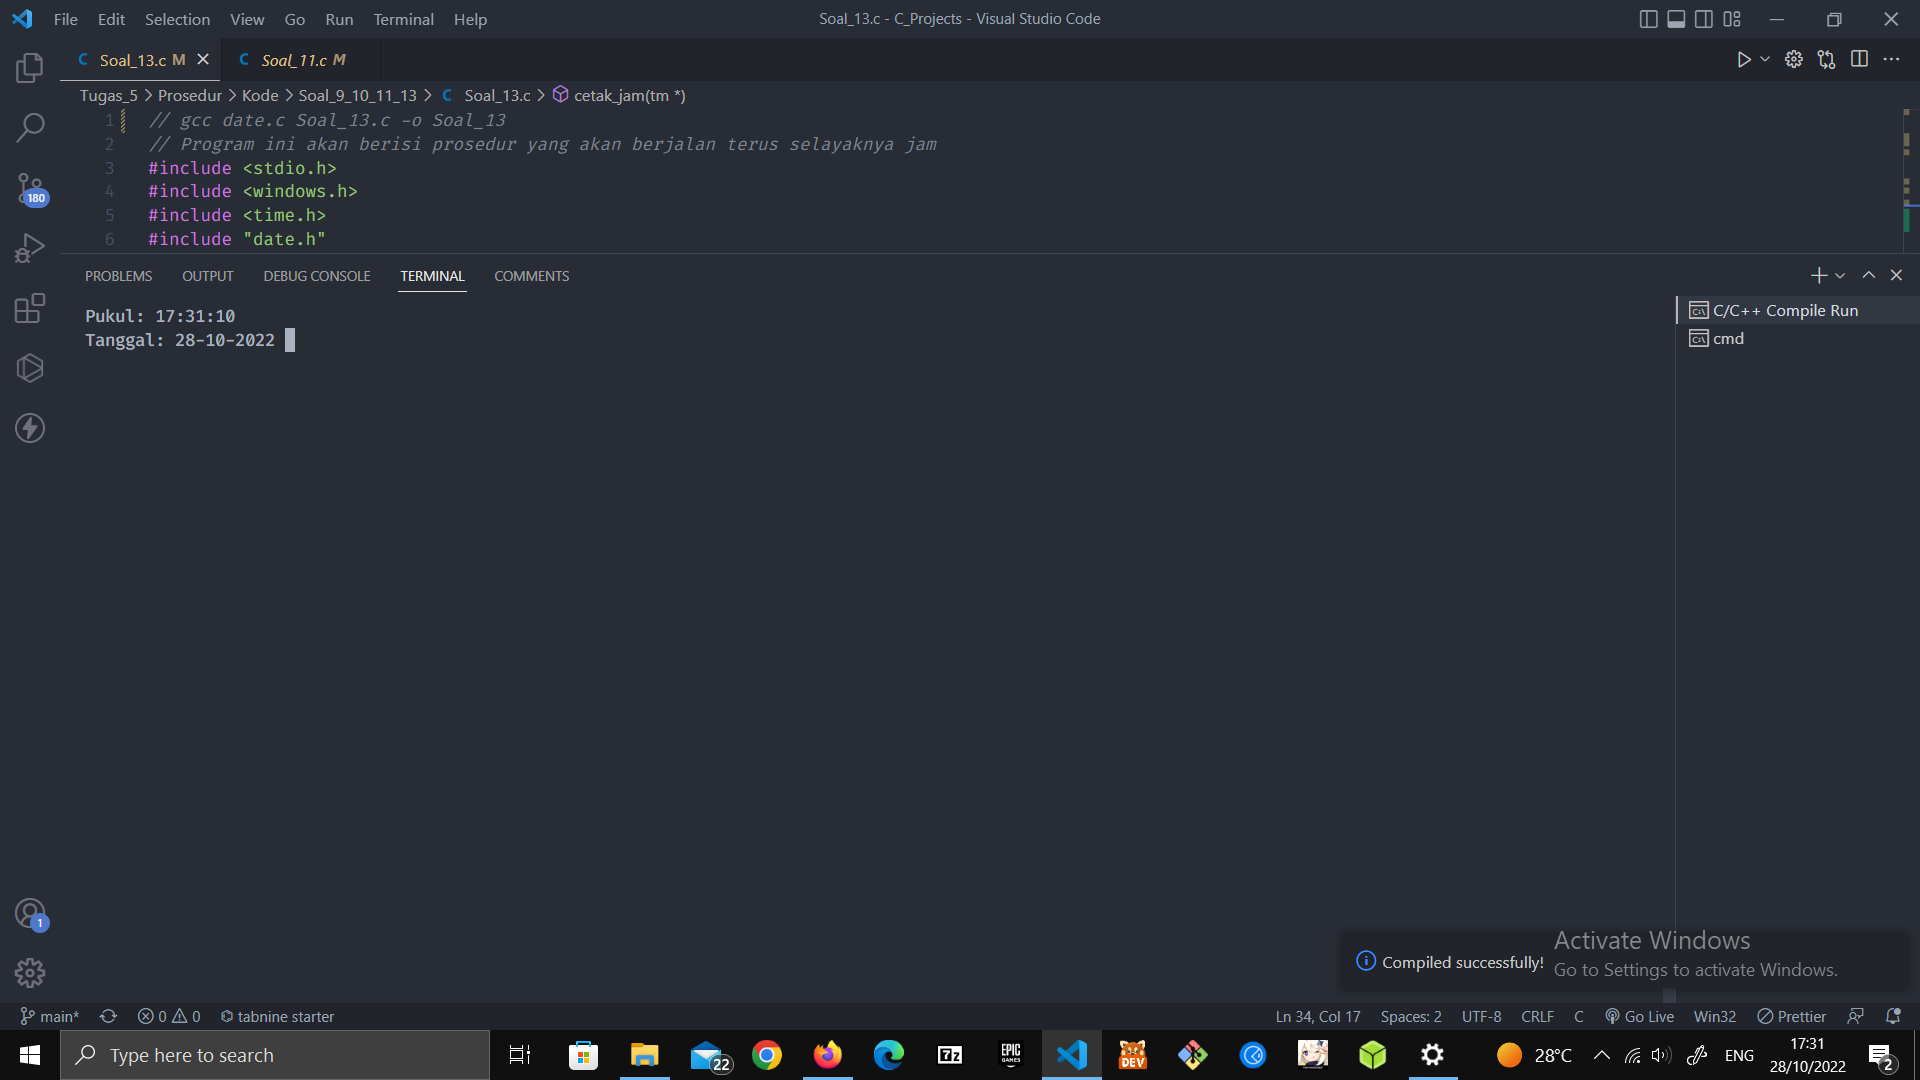 File Edit Selection View Go Run Terminal Help
Soal_13.c - C_Projects - Visual Studio Code
C Soal_13.c M
C Soal_11.c M
Tugas_5 > Prosedur > Kode > Soal_9_10_11_13 > C Soal_13.c > cetak_jam(tm *)
1 // gcc date.c Soal_13.c -o Soal_13
2 // Program ini akan berisi prosedur yang akan berjalan terus selayaknya jam
3 #include <stdio.h>
4 #include <windows.h>
5 #include <time.h>
6 #include "date.h"
180
PROBLEMS OUTPUT DEBUG CONSOLE TERMINAL COMMENTS
Pukul: 17:31:10
Tanggal: 28-10-2022
C/C++ Compile Run
cmd
1
Compiled successfully!
Activate Windows
Go to Settings to activate Windows.
main* 0 0 tabnine starter
Ln 34, Col 17 Spaces: 2 UTF-8 CRLF C Go Live Win32 Prettier
Type here to search
22
7z
EPIC
GAMES
DEV
28°C
ENG
17:31
28/10/2022
2